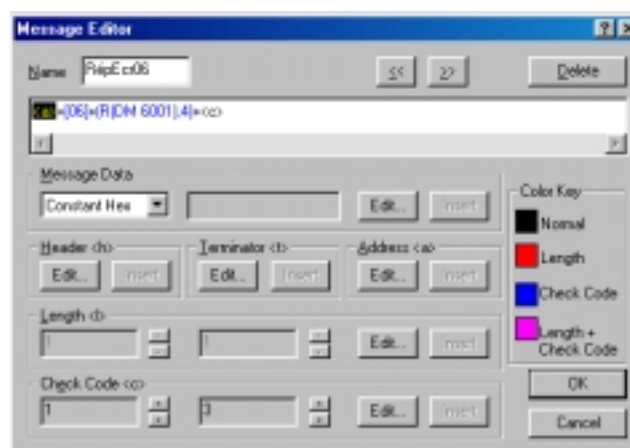 Message Editor
Name RépEcr06 << >> Delete
<a>+[06]+(R(DM 6001),4)+<c>
Message Data
Constant Hex Edit... Insert
Color Key
Normal
Length
Check Code
Length +
Check Code
Header <h> Terminator <t> Address <a>
Edit... Insert Edit... Insert Edit... Insert
Length <l>
1 1 Edit... Insert
Check Code <c>
1 3 Edit... Insert
OK
Cancel